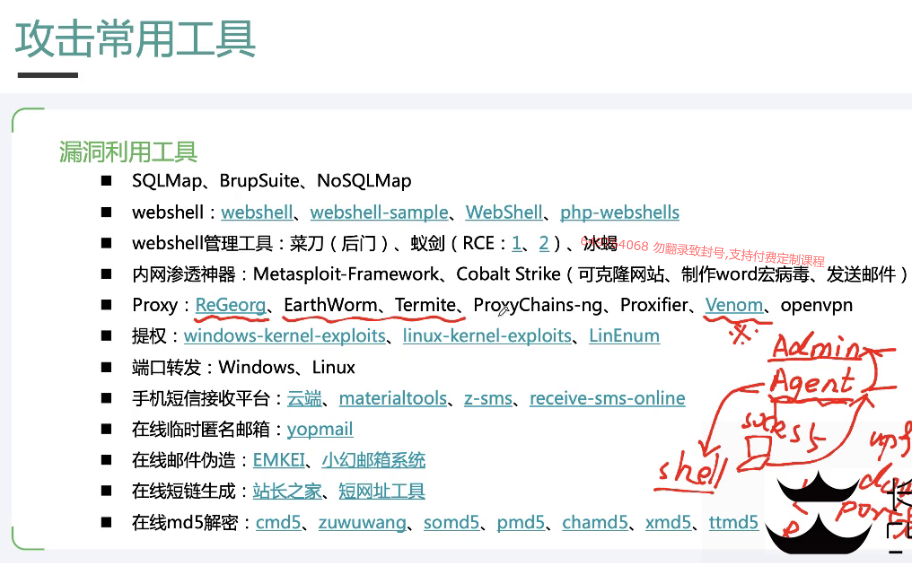 攻击常用工具
漏洞利用工具
■ SQLMap、BrupSuite、NoSQLMap
■ webshell：webshell、webshell-sample、WebShell、php-webshells
■ webshell管理工具：菜刀（后门）、蚁剑（RCE：1、2）、冰蝎
4068 勿翻录致封号,支持付费定制课程
■ 内网渗透神器：Metasploit-Framework、Cobalt Strike（可克隆网站、制作word宏病毒、发送邮件）
■ Proxy：ReGeorg、EarthWorm、Termite、ProxyChains-ng、Proxifier、Venom、openvpn
■ 提权：windows-kernel-exploits、linux-kernel-exploits、LinEnum
■ 端口转发：Windows、Linux
■ 手机短信接收平台：云端、materialtools、z-sms、receive-sms-online
■ 在线临时匿名邮箱：yopmail
■ 在线邮件伪造：EMKEI、小幻邮箱系统
■ 在线短链生成：站长之家、短网址工具
■ 在线md5解密：cmd5、zuwuwang、somd5、pmd5、chamd5、xmd5、ttmd5
Admin
Agent
shell